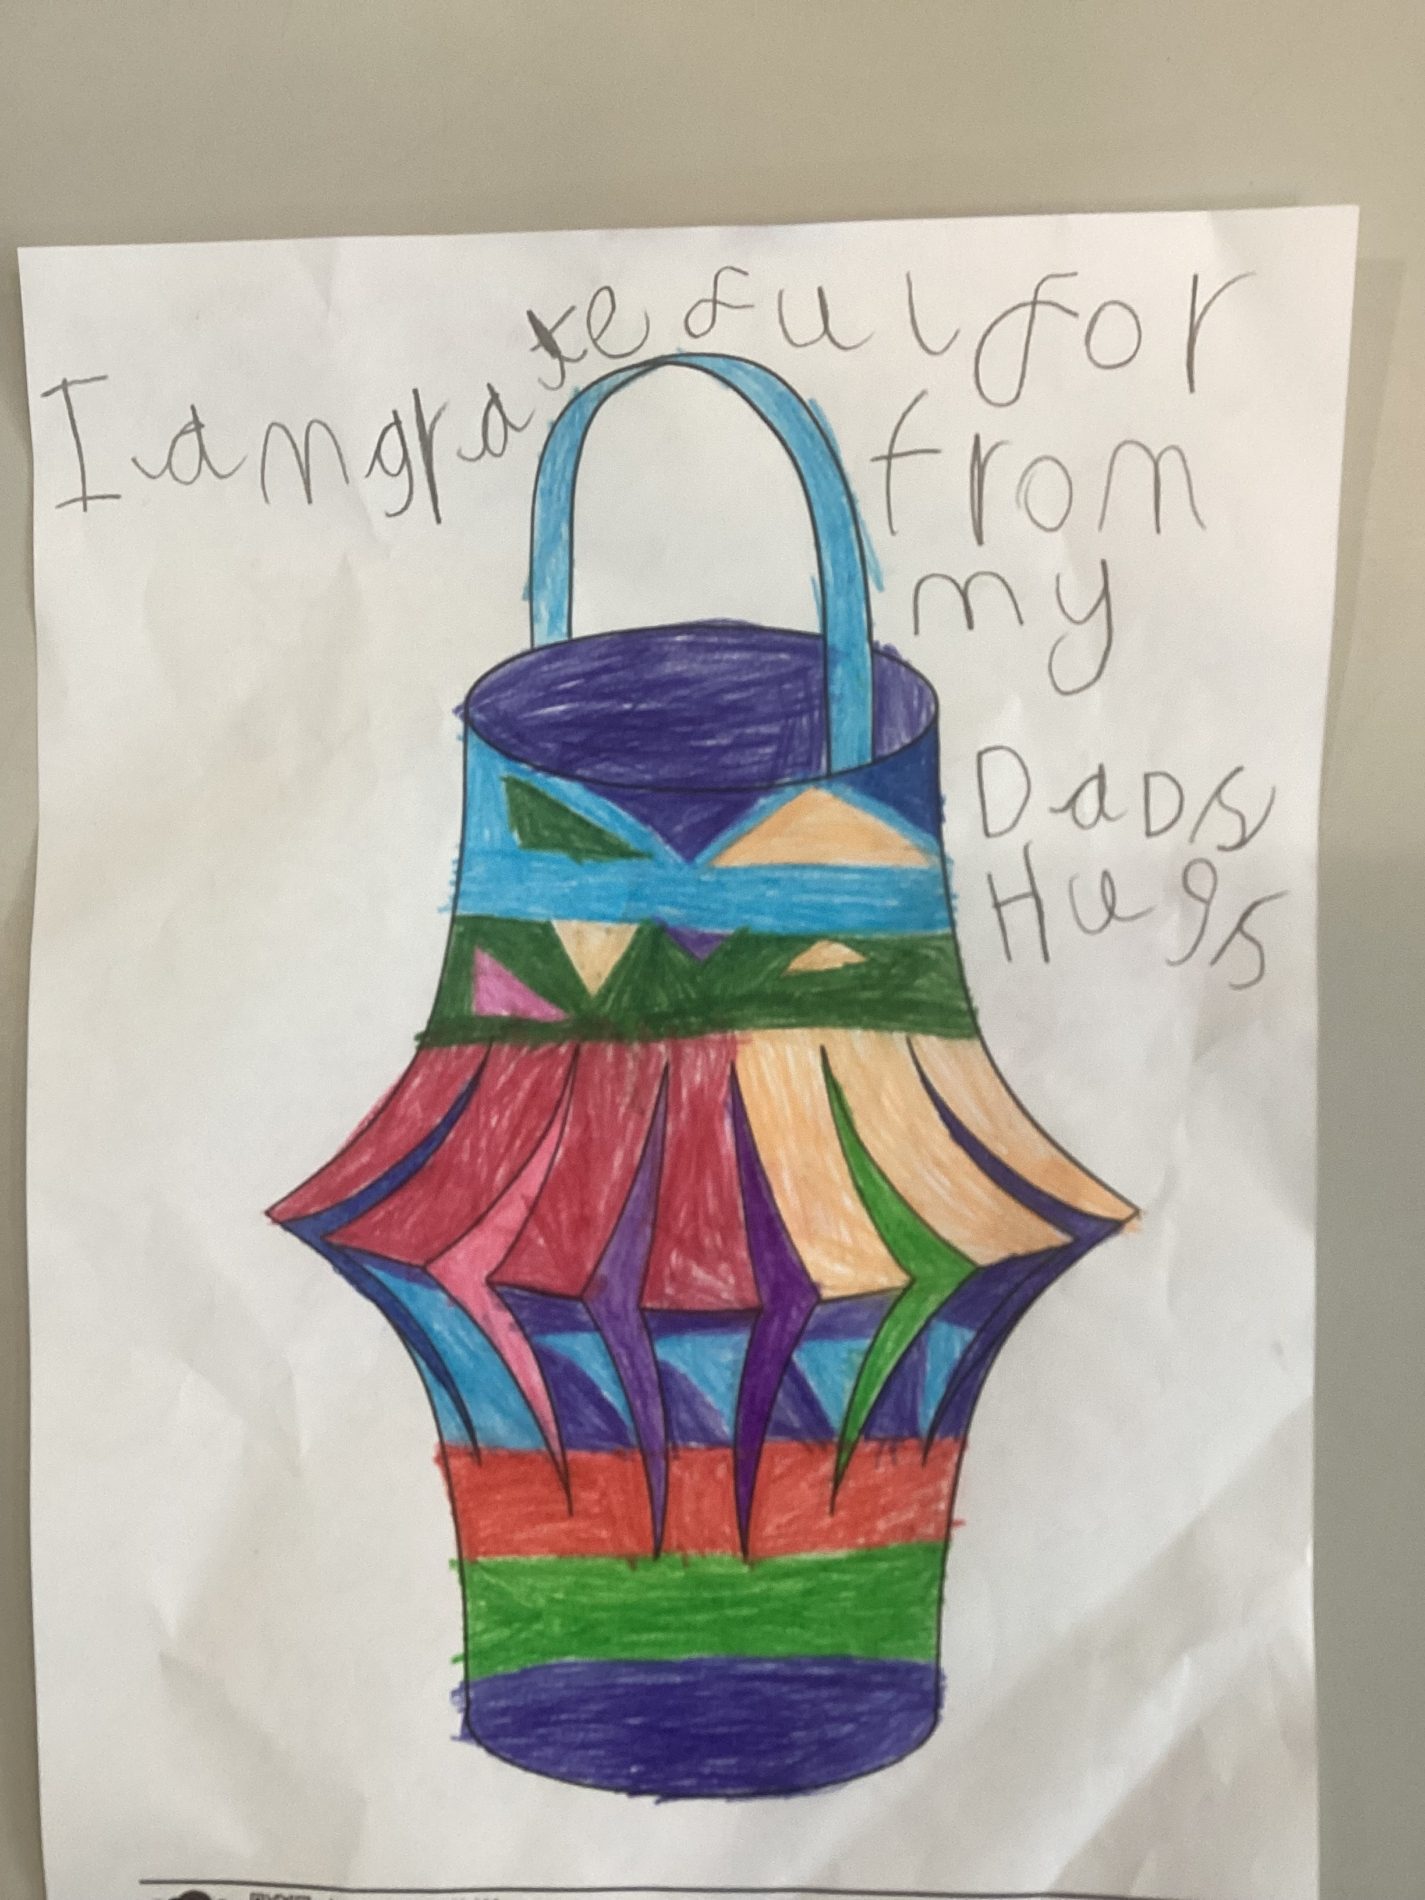 I am grateful for
from
my
Dads
Hugs